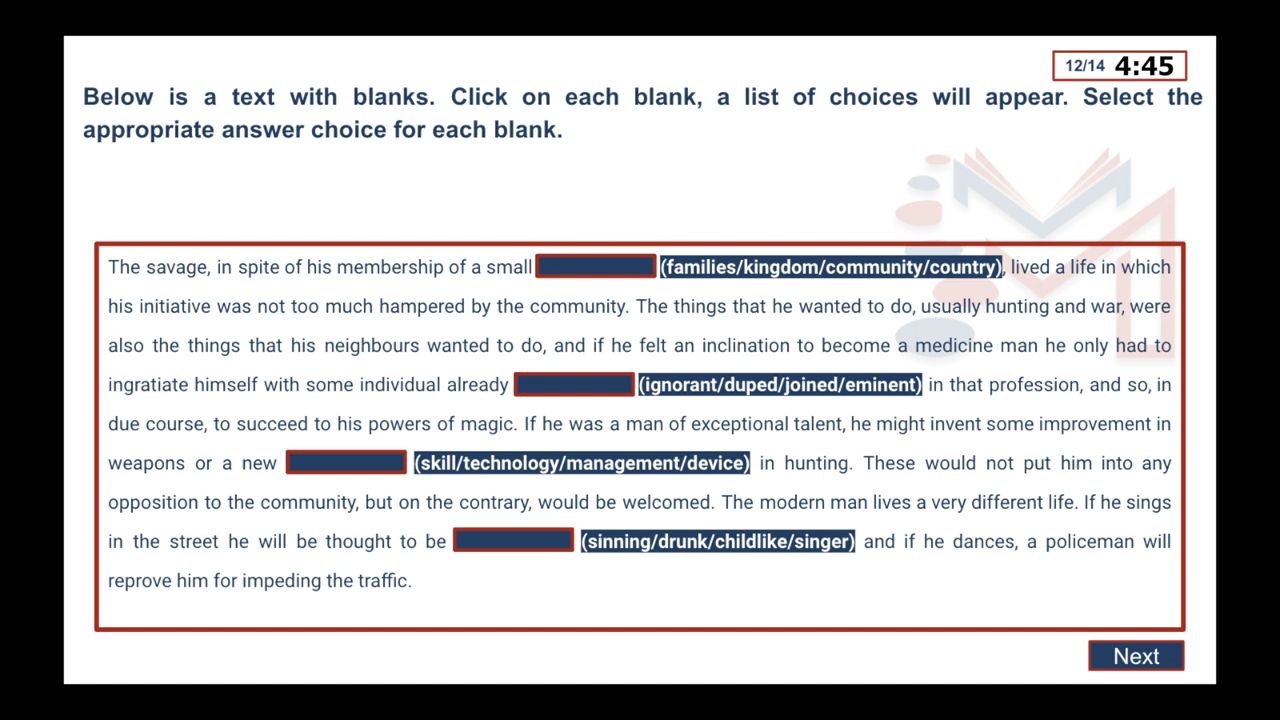 12/14 4:45
Below is a text with blanks. Click on each blank, a list of choices will appear. Select the
appropriate answer choice for each blank.
The savage, in spite of his membership of a small (families/kingdom/community/country), lived a life in which
his initiative was not too much hampered by the community. The things that he wanted to do, usually hunting and war, were
also the things that his neighbours wanted to do, and if he felt an inclination to become a medicine man he only had to
ingratiate himself with some individual already (ignorant/duped/joined/eminent) in that profession, and so, in
due course, to succeed to his powers of magic. If he was a man of exceptional talent, he might invent some improvement in
weapons or a new (skill/technology/management/device) in hunting. These would not put him into any
opposition to the community, but on the contrary, would be welcomed. The modern man lives a very different life. If he sings
in the street he will be thought to be (sinning/drunk/childlike/singer) and if he dances, a policeman will
reprove him for impeding the traffic.
Next